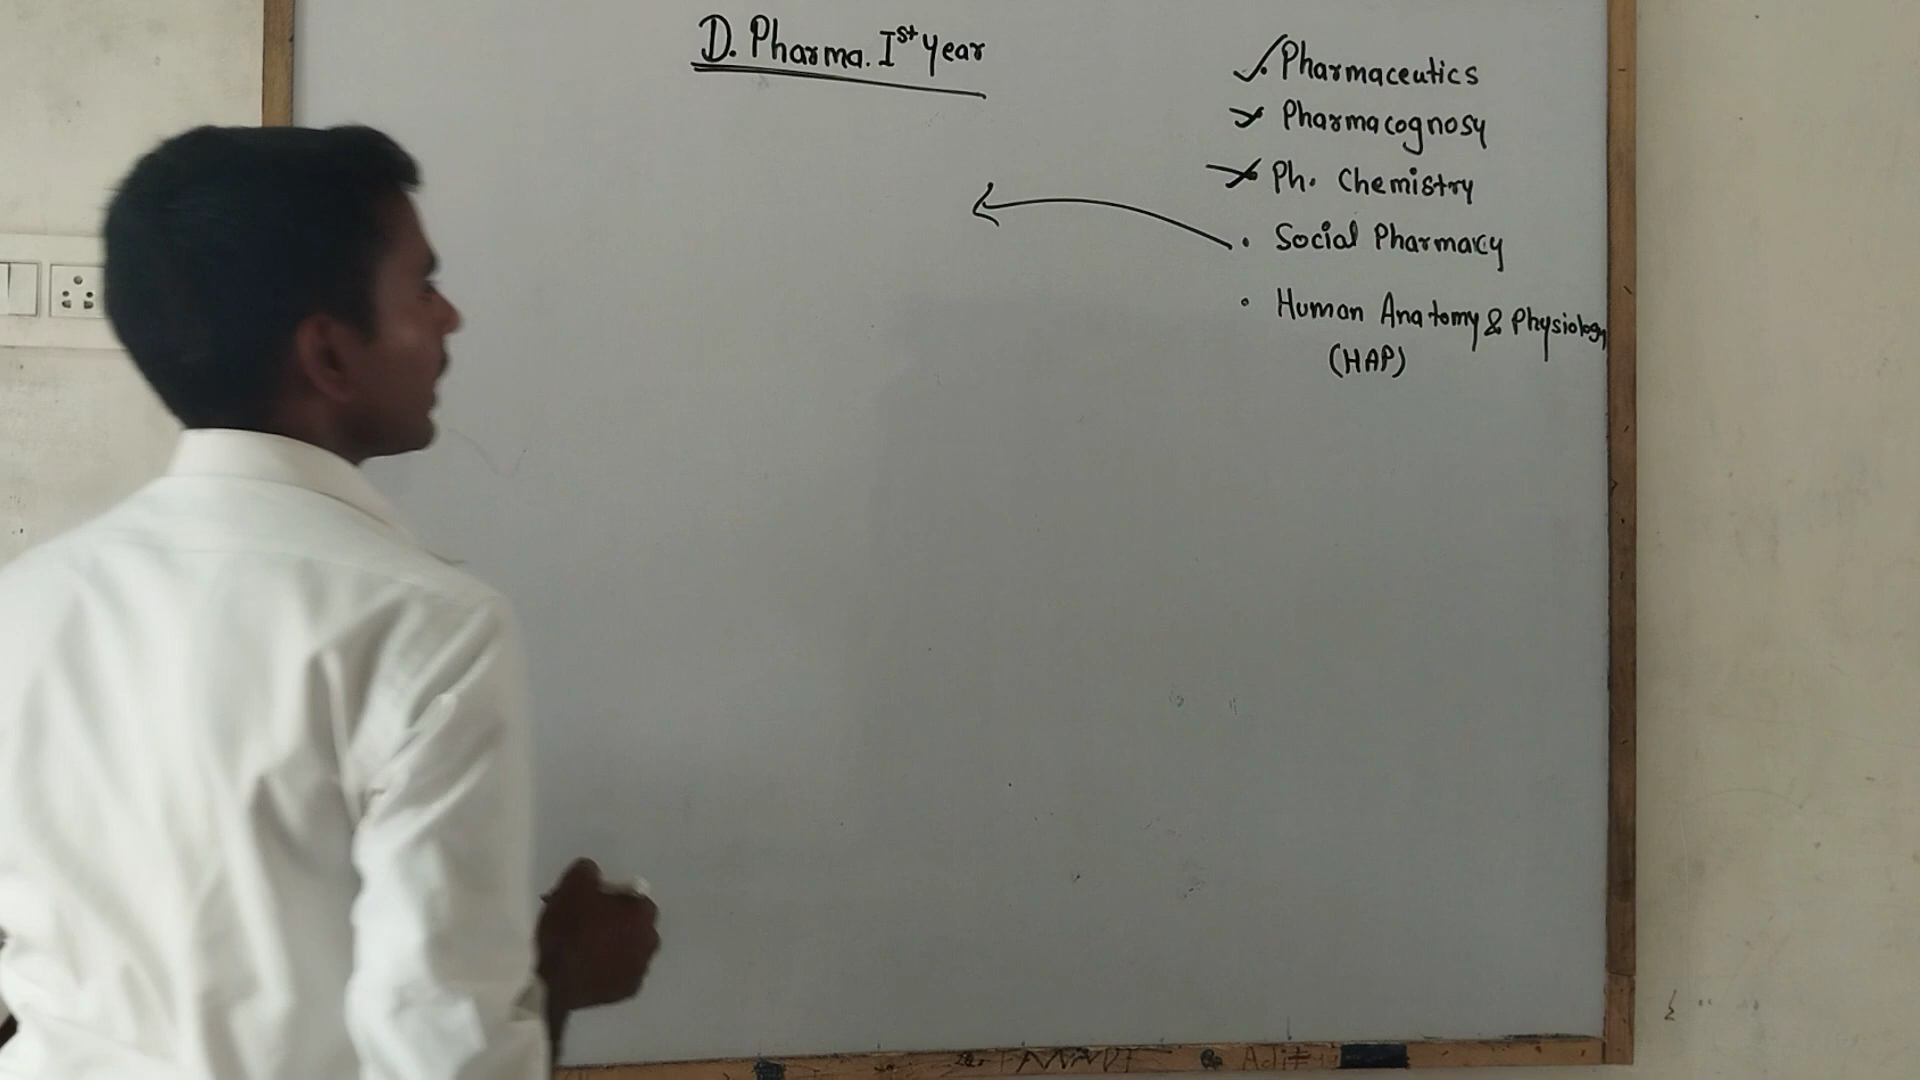 D. Pharma. Ist Year
Pharmaceutics
Pharmacognosy
Ph. Chemistry
Social Pharmacy
Human Anatomy & Physiology
(HAP)